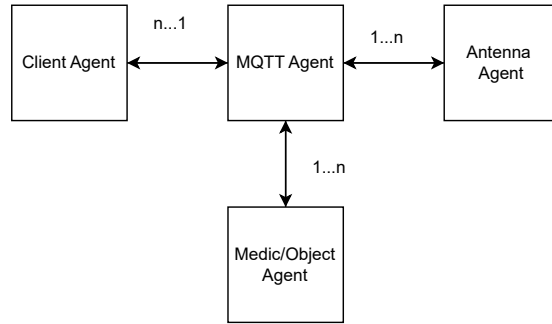 n...1
1...n
Client Agent
MQTT Agent
Antenna
Agent
1...n
Medic/Object
Agent